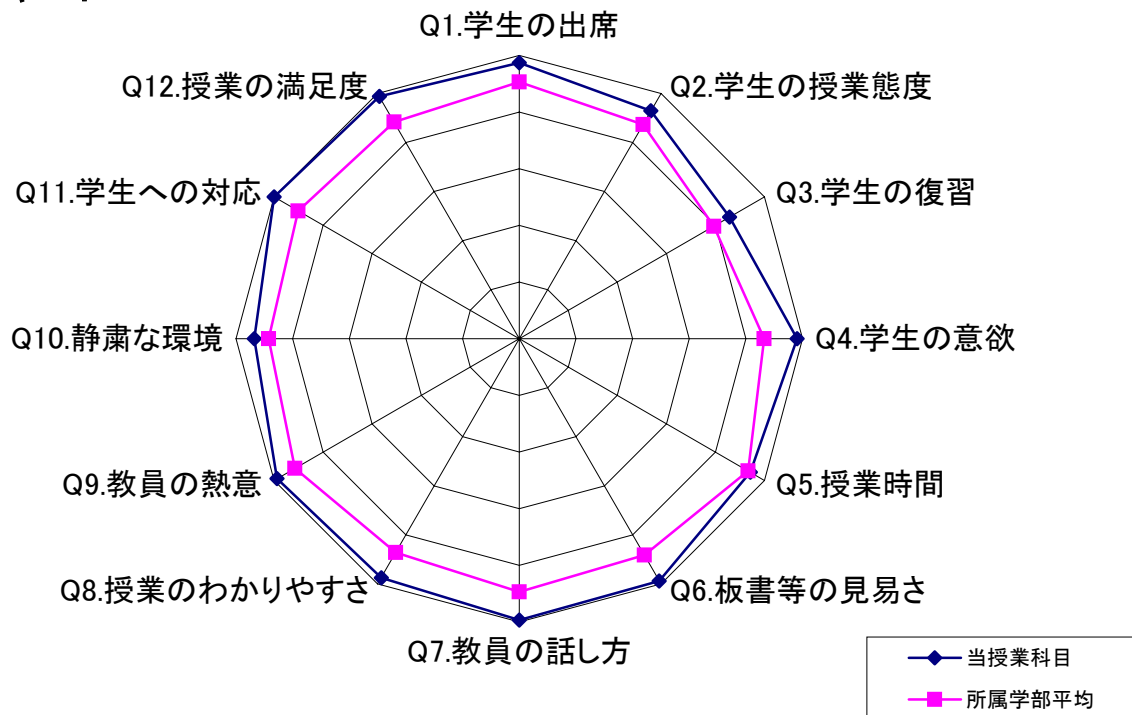 Q1.学生の出席
Q2.学生の授業態度
Q3.学生の復習
Q4.学生の意欲
Q5.授業時間
Q6.板書等の見易さ
Q7.教員の話し方
Q8.授業のわかりやすさ
Q9.教員の熱意
Q10.静粛な環境
Q11.学生への対応
Q12.授業の満足度
当授業科目
所属学部平均